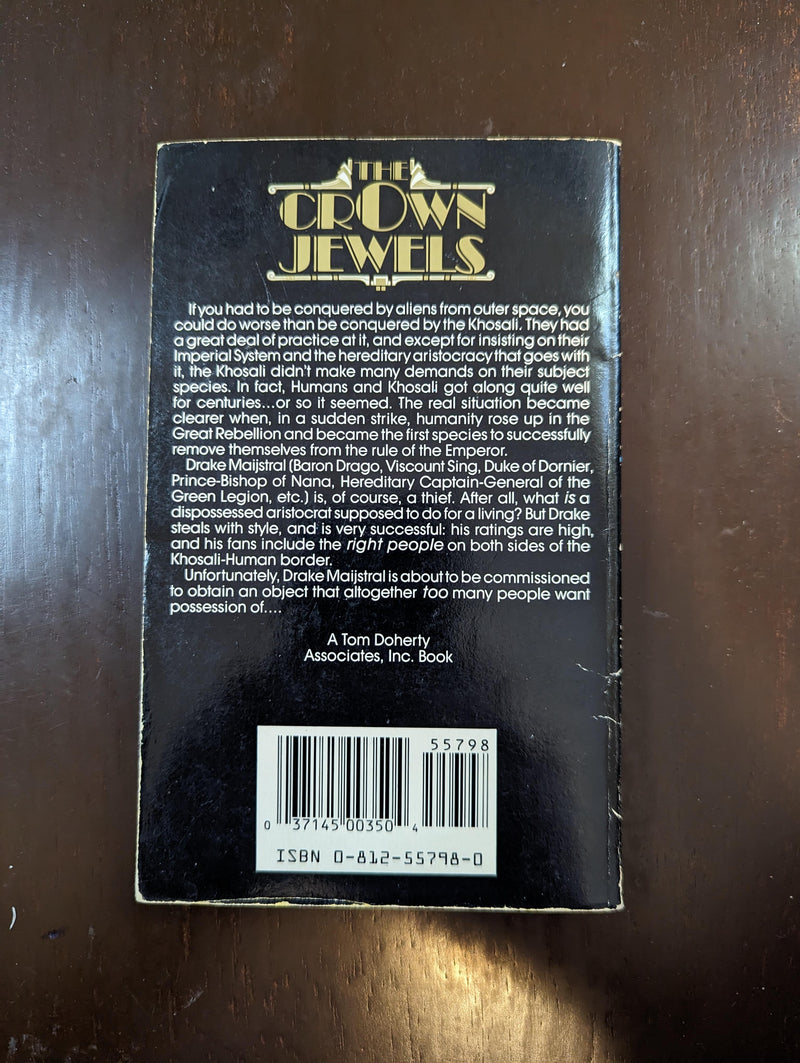 THE
CROWN
JEWELS
If you had to be conquered by aliens from outer space, you
could do worse than be conquered by the Khosali. They had
a great deal of practice at it, and except for insisting on their
Imperial System and the hereditary aristocracy that goes with
it, the Khosali didn't make many demands on their subject
species. In fact, Humans and Khosali got along quite well
for centuries...or so it seemed. The real situation became
clearer when, in a sudden strike, humanity rose up in the
Great Rebellion and became the first species to successfully
remove themselves from the rule of the Emperor.
Drake Maijstral (Baron Drago, Viscount Sing, Duke of Dornier,
Prince-Bishop of Nana, Hereditary Captain-General of the
Green Legion, etc.) is, of course, a thief. After all, what is a
dispossessed aristocrat supposed to do for a living? But Drake
steals with style, and is very successful: his ratings are high,
and his fans include the right people on both sides of the
Khosali-Human border.
Unfortunately, Drake Maijstral is about to be commissioned
to obtain an object that altogether too many people want
possession of....
A Tom Doherty
Associates, Inc. Book
55798
0 37145 00350 4
ISBN 0-812-55798-0